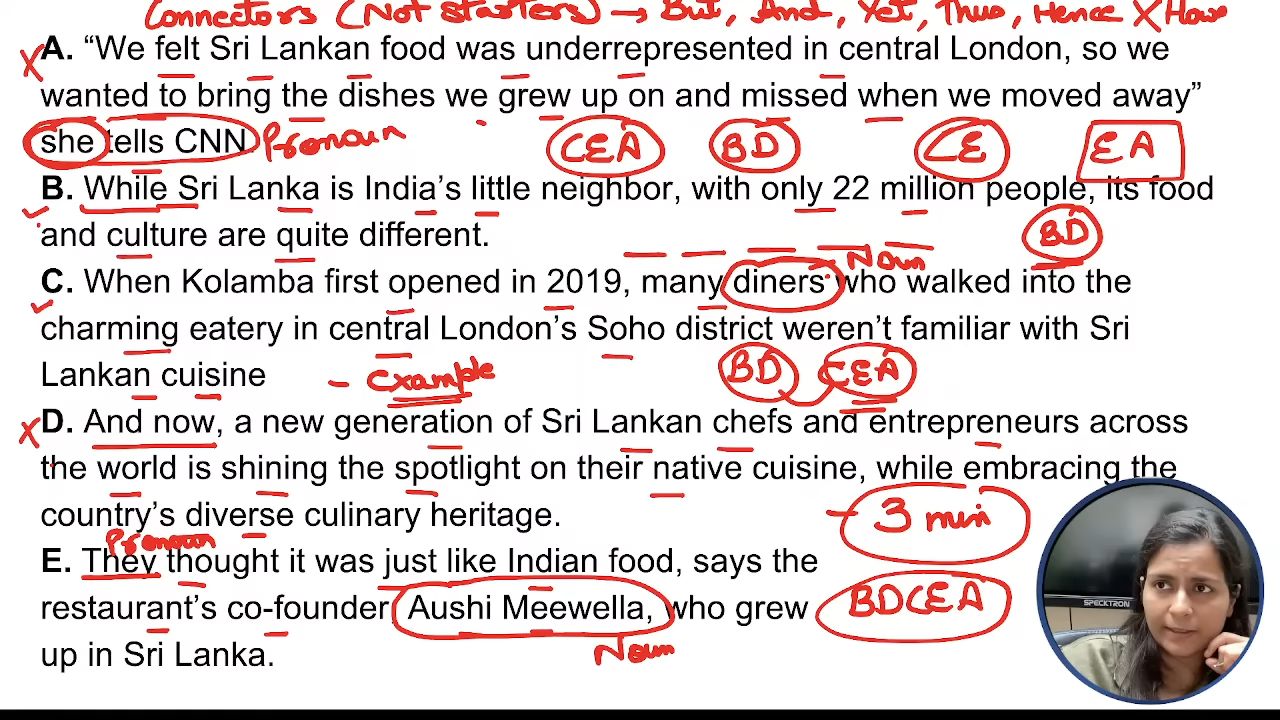 Connectors (Not Starters) → But, And, Yet, Thus, Hence X How
X A. “We felt Sri Lankan food was underrepresented in central London, so we
wanted to bring the dishes we grew up on and missed when we moved away”
she tells CNN Pronoun CEA BD CE EA
B. While Sri Lanka is India’s little neighbor, with only 22 million people, its food
and culture are quite different. BD
Noun
C. When Kolamba first opened in 2019, many diners who walked into the
charming eatery in central London’s Soho district weren’t familiar with Sri
Lankan cuisine - example BD CEA
X D. And now, a new generation of Sri Lankan chefs and entrepreneurs across
the world is shining the spotlight on their native cuisine, while embracing the
country’s diverse culinary heritage. - 3 min
Pronoun
E. They thought it was just like Indian food, says the
restaurant’s co-founder Aushi Meewella, who grew BDCEA
up in Sri Lanka. Noun
SPECKTRON